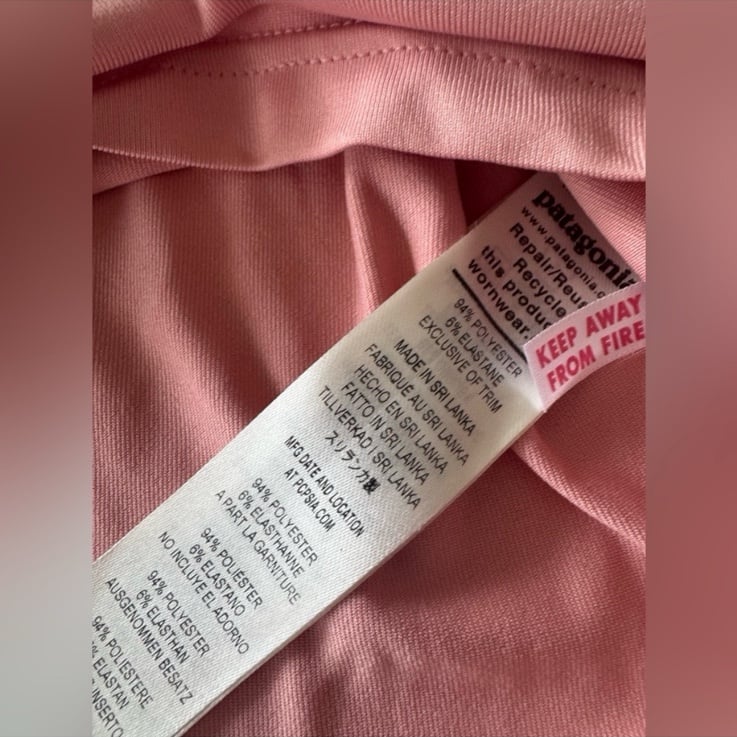 patagonia
www.patagonia.
Repair/Reu
Recycle
this produ
wornwear.
KEEP AWAY
FROM FIRE
94% POLYESTER
6% ELASTANE
EXCLUSIVE OF TRIM
MADE IN SRI LANKA
FABRIQUE AU SRI LANKA
HECHO EN SRI LANKA
FATTO IN SRI LANKA
TILLVERKAD I SRI LANKA
スリランカ製
MFG DATE AND LOCATION
AT PCPSIA.COM
94% POLYESTER
6% ELASTHANNE
A PART LA GARNITURE
94% POLIESTER
6% ELASTANO
NO INCLUYE EL ADORNO
94% POLYESTER
6% ELASTHAN
AUSGENOMMEN BESATZ
94% POLIESTERE
% ELASTAN
INSERTO